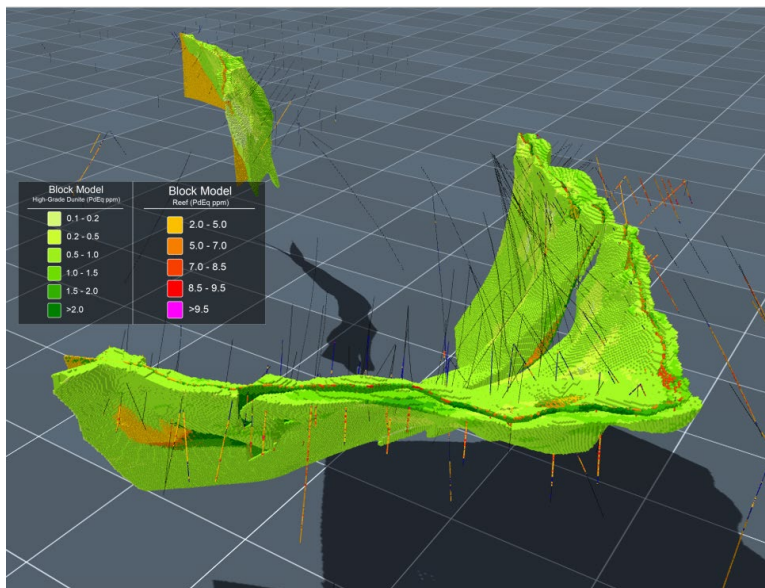 Block Model
High-Grade Dunite (PdEq ppm)
0.1 - 0.2
0.2 - 0.5
0.5 - 1.0
1.0 - 1.5
1.5 - 2.0
>2.0
Block Model
Reef (PdEq ppm)
2.0 - 5.0
5.0 - 7.0
7.0 - 8.5
8.5 - 9.5
>9.5